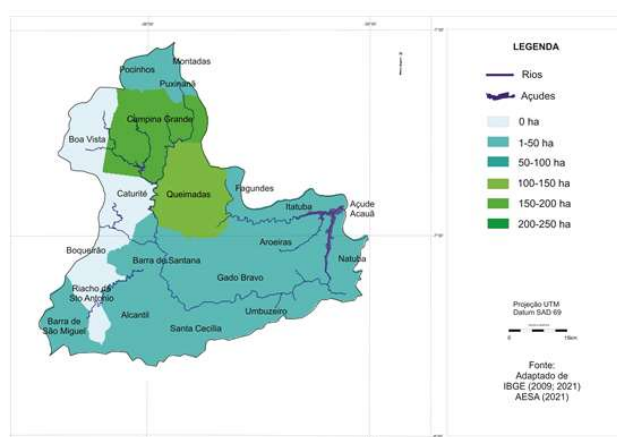 LEGENDA
Rios
Açudes
0 ha
1-50 ha
50-100 ha
100-150 ha
150-200 ha
200-250 ha
Montadas
Pocinhos
Puxinanã
Campina Grande
Boa Vista
Queimadas
Fagundes
Caturité
Itatuba
Açude
Acauã
Aroeiras
Boqueirão
Barra de Santana
Natuba
Gado Bravo
Riacho de
Sto Antonio
Umbuzeiro
Barra de
São Miguel
Alcantil
Santa Cecília
Projeção UTM
Datum SAD 69
0
15km
Fonte:
Adaptado de
IBGE (2009; 2021)
AESA (2021)